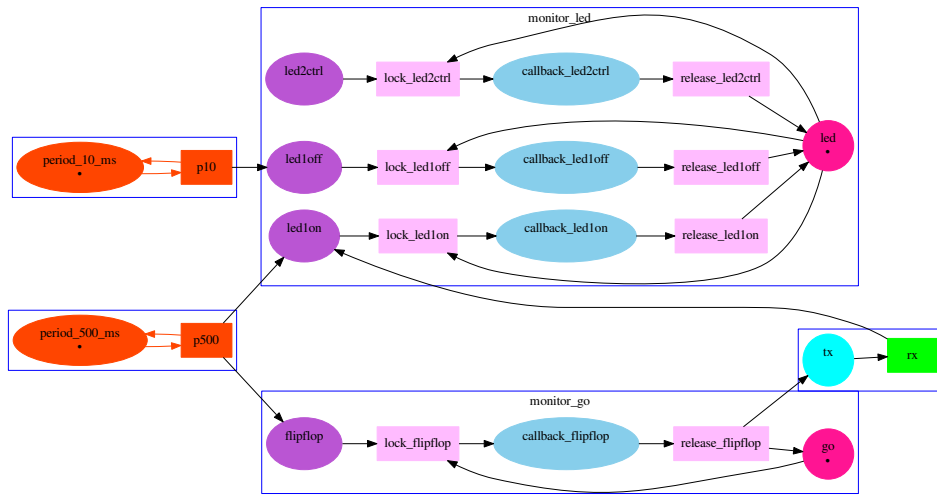 monitor_led
led2ctrl
lock_led2ctrl
callback_led2ctrl
release_led2ctrl
led
period_10_ms
p10
led1off
lock_led1off
callback_led1off
release_led1off
led1on
lock_led1on
callback_led1on
release_led1on
period_500_ms
p500
tx
rx
monitor_go
flipflop
lock_flipflop
callback_flipflop
release_flipflop
go